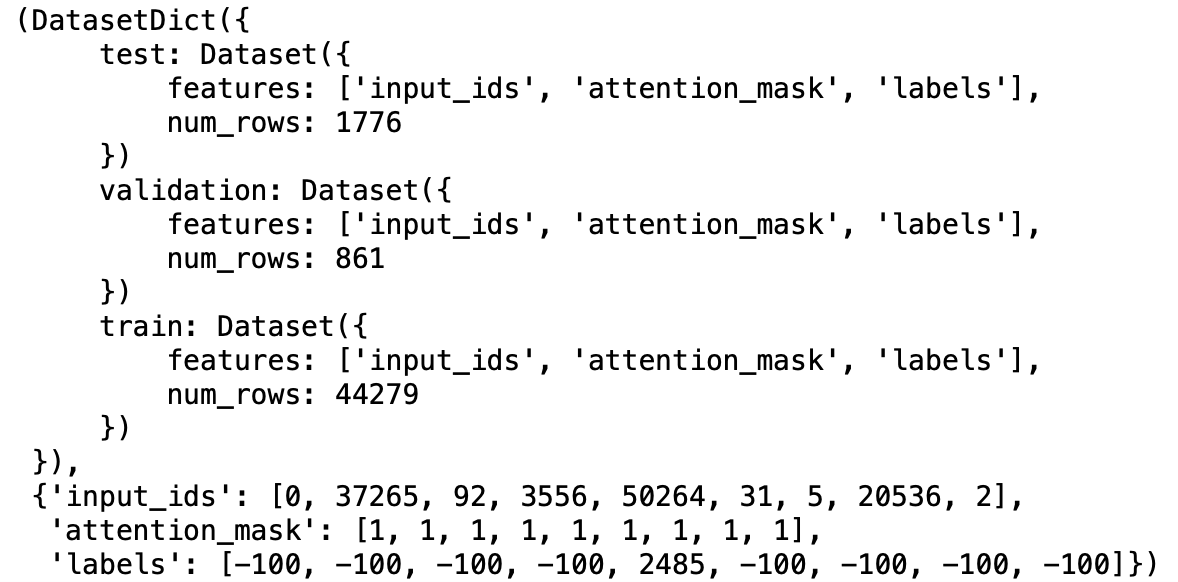 (DatasetDict({
     test: Dataset({
         features: ['input_ids', 'attention_mask', 'labels'],
         num_rows: 1776
     })
     validation: Dataset({
         features: ['input_ids', 'attention_mask', 'labels'],
         num_rows: 861
     })
     train: Dataset({
         features: ['input_ids', 'attention_mask', 'labels'],
         num_rows: 44279
     })
 }),
 {'input_ids': [0, 37265, 92, 3556, 50264, 31, 5, 20536, 2],
  'attention_mask': [1, 1, 1, 1, 1, 1, 1, 1, 1],
  'labels': [-100, -100, -100, -100, 2485, -100, -100, -100, -100]})